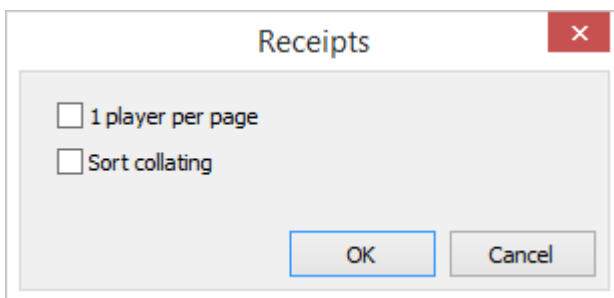 Receipts
1 player per page
Sort collating
OK
Cancel